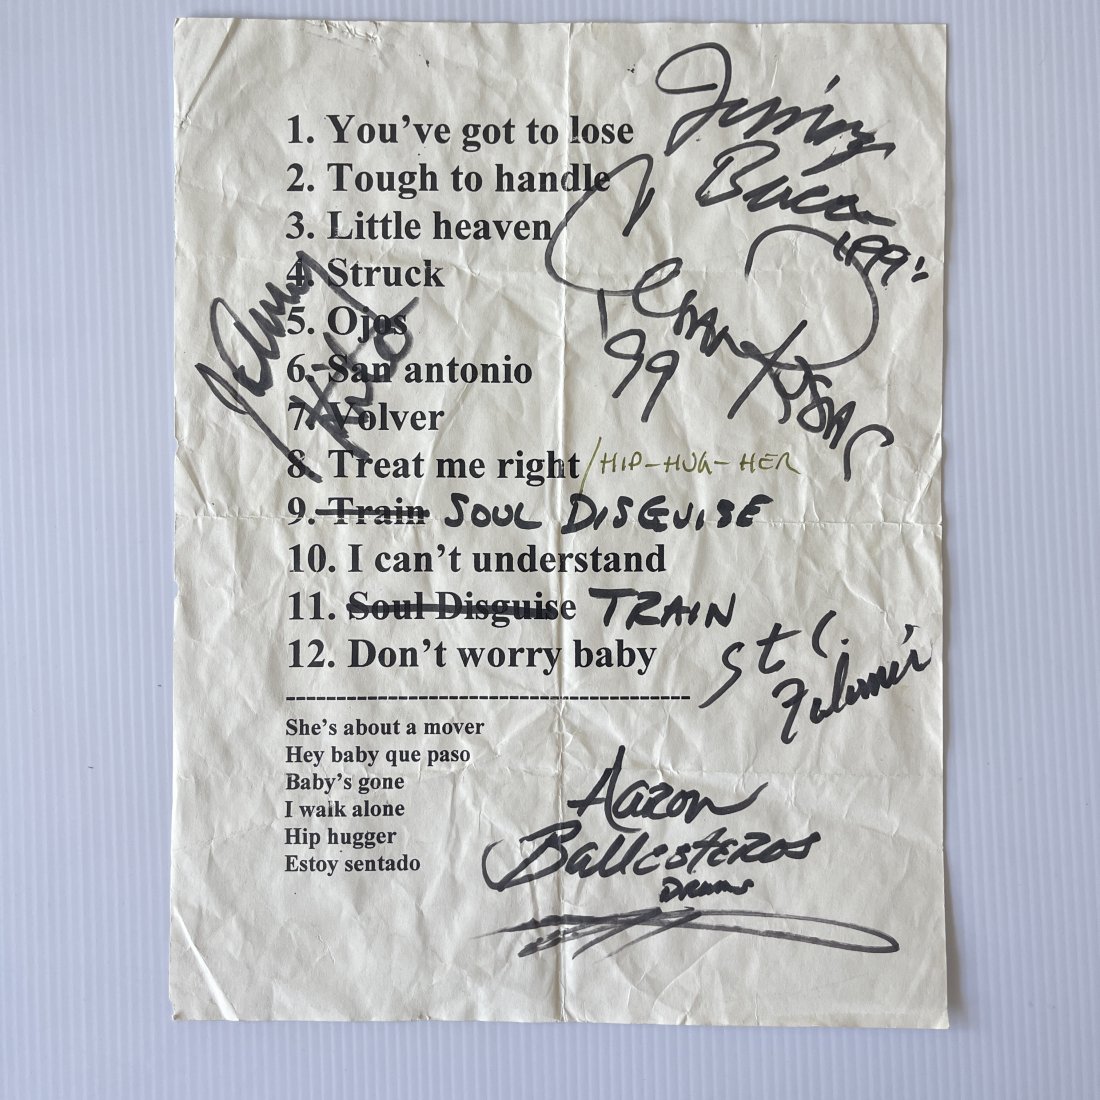 1. You've got to lose
2. Tough to handle
3. Little heaven
4. Struck
5. Ojos
6. San antonio
7. Volver
8. Treat me right / HIP-HUG-HER
9. Train SOUL DISGUISE
10. I can't understand
11. Soul Disguise TRAIN
12. Don't worry baby
She's about a mover
Hey baby que paso
Baby's gone
I walk alone
Hip hugger
Estoy sentado
Jimmy
'99
Aaron
Ballesteros
Drums